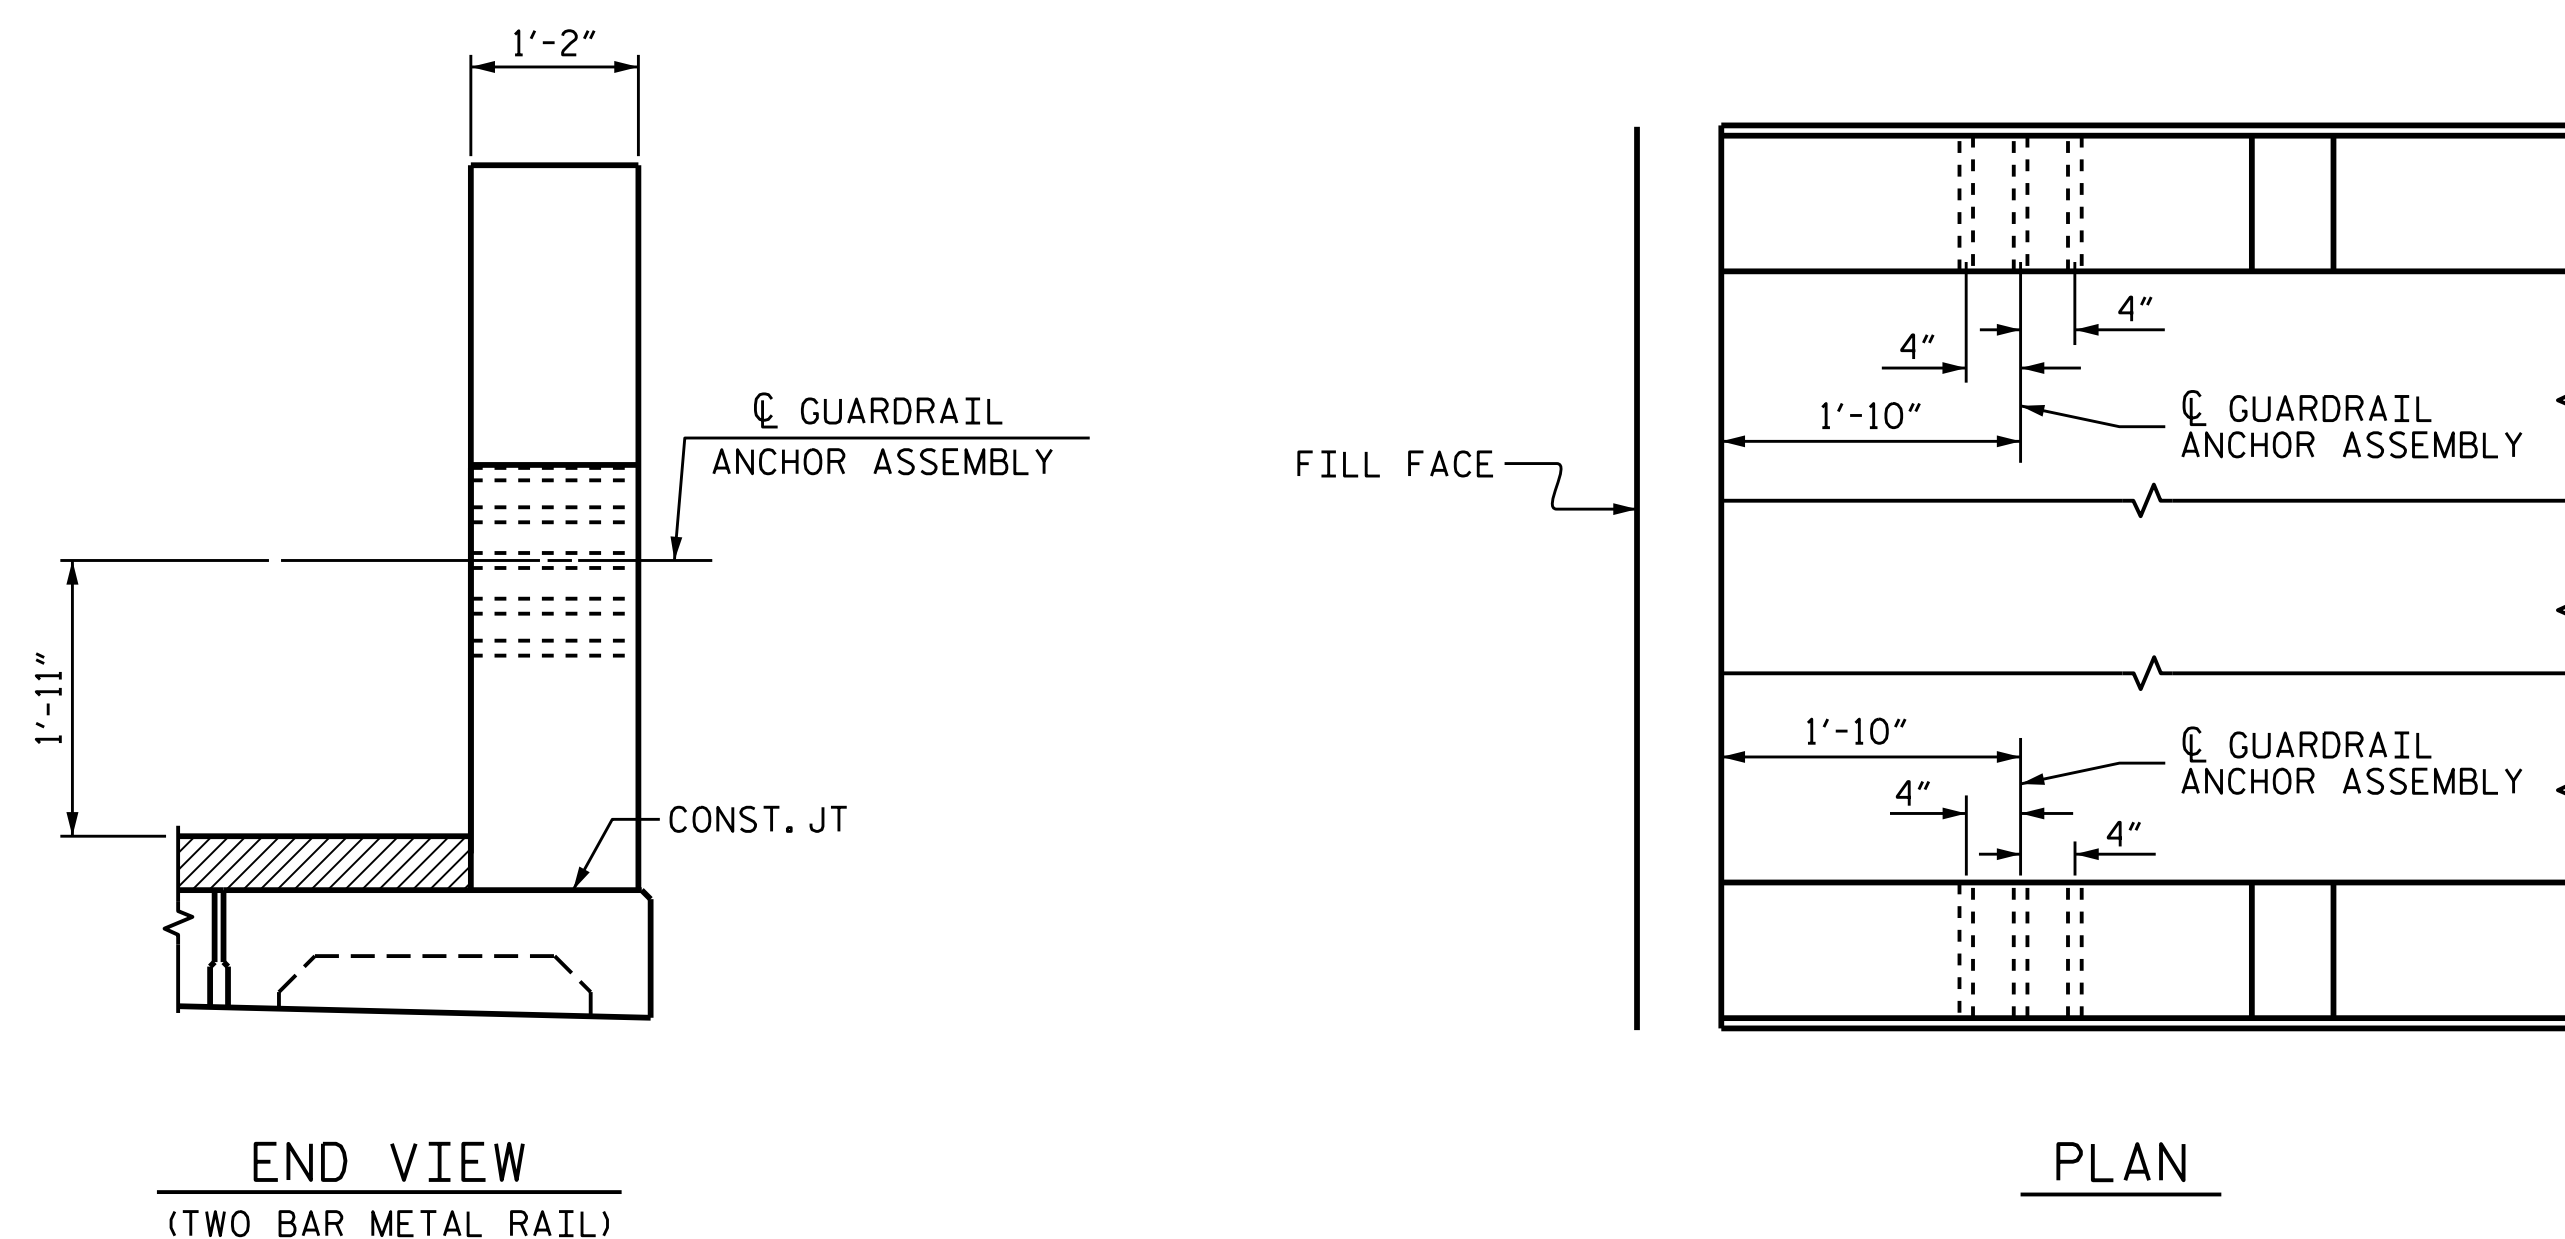 1'-2"
℄ GUARDRAIL
ANCHOR ASSEMBLY
1'-11"
CONST. JT
END VIEW
(TWO BAR METAL RAIL)
FILL FACE
4"
4"
1'-10"
℄ GUARDRAIL
ANCHOR ASSEMBLY
1'-10"
℄ GUARDRAIL
ANCHOR ASSEMBLY
4"
4"
PLAN